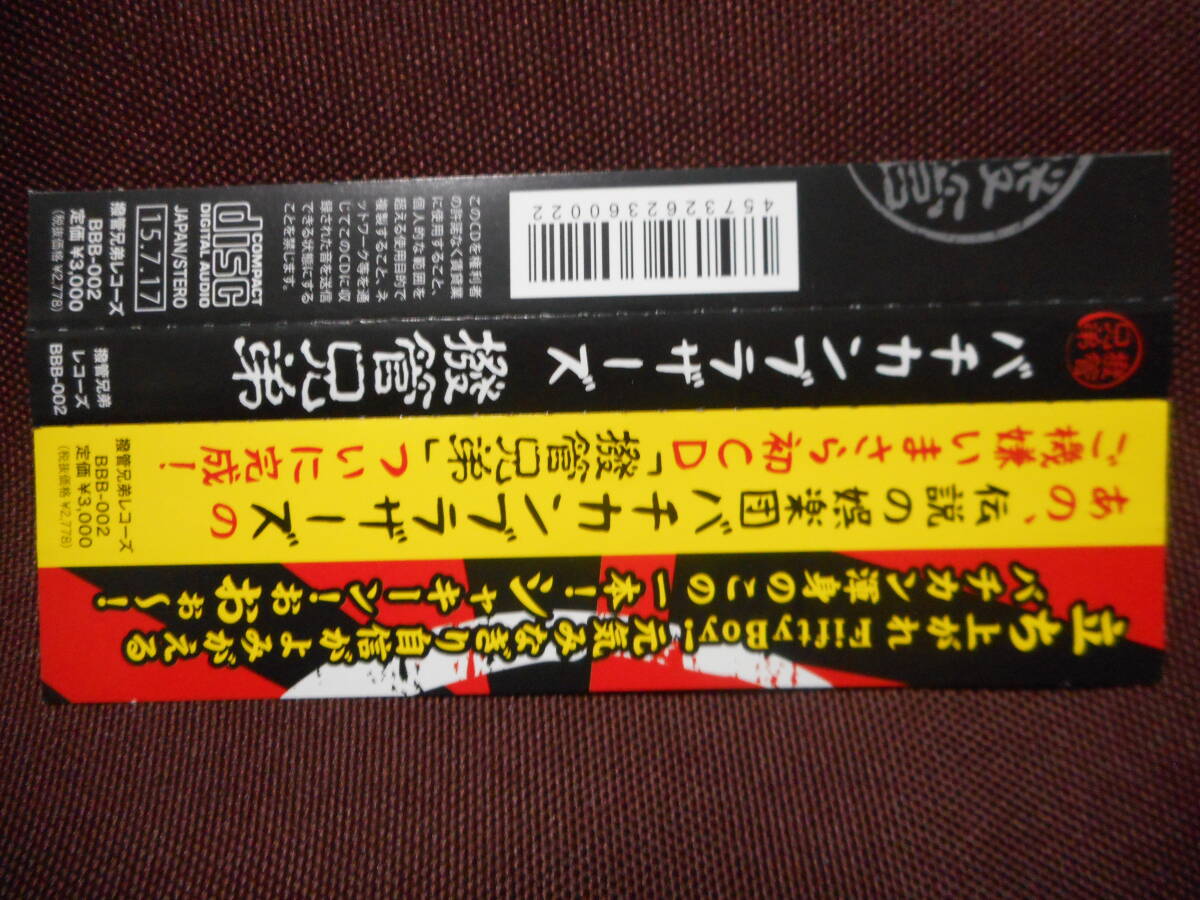 4573262360022
このCDを権利者
の許諾なく賃貸業
に使用すること、
個人的な範囲を
超える使用目的で
複製すること、ネ
ットワーク等を通
じてこのCDに収
録された音を送信
できる状態にする
ことを禁じます。
COMPACT
disc
DIGITAL AUDIO
15.7.17
JAPAN/STERO
撥管兄弟レコーズ
BBB-002
定価 ¥3,000
(税抜価格 ¥2,778)
バチカンブラザーズ
撥管兄弟
撥管兄弟
レコーズ
BBB-002
ご機嫌いまさら初CD「撥管兄弟」ついに完成!
あの、伝説の娯楽団バチカンブラザーズの
撥管兄弟レコーズ
BBB-002
定価 ¥3,000
(税抜価格 ¥2,778)
バチカン渾身のこの一本!シャキーン!おぉおぉ〜!
立ち上がれ Fifty Boy!元気みなぎり自信がよみがえる